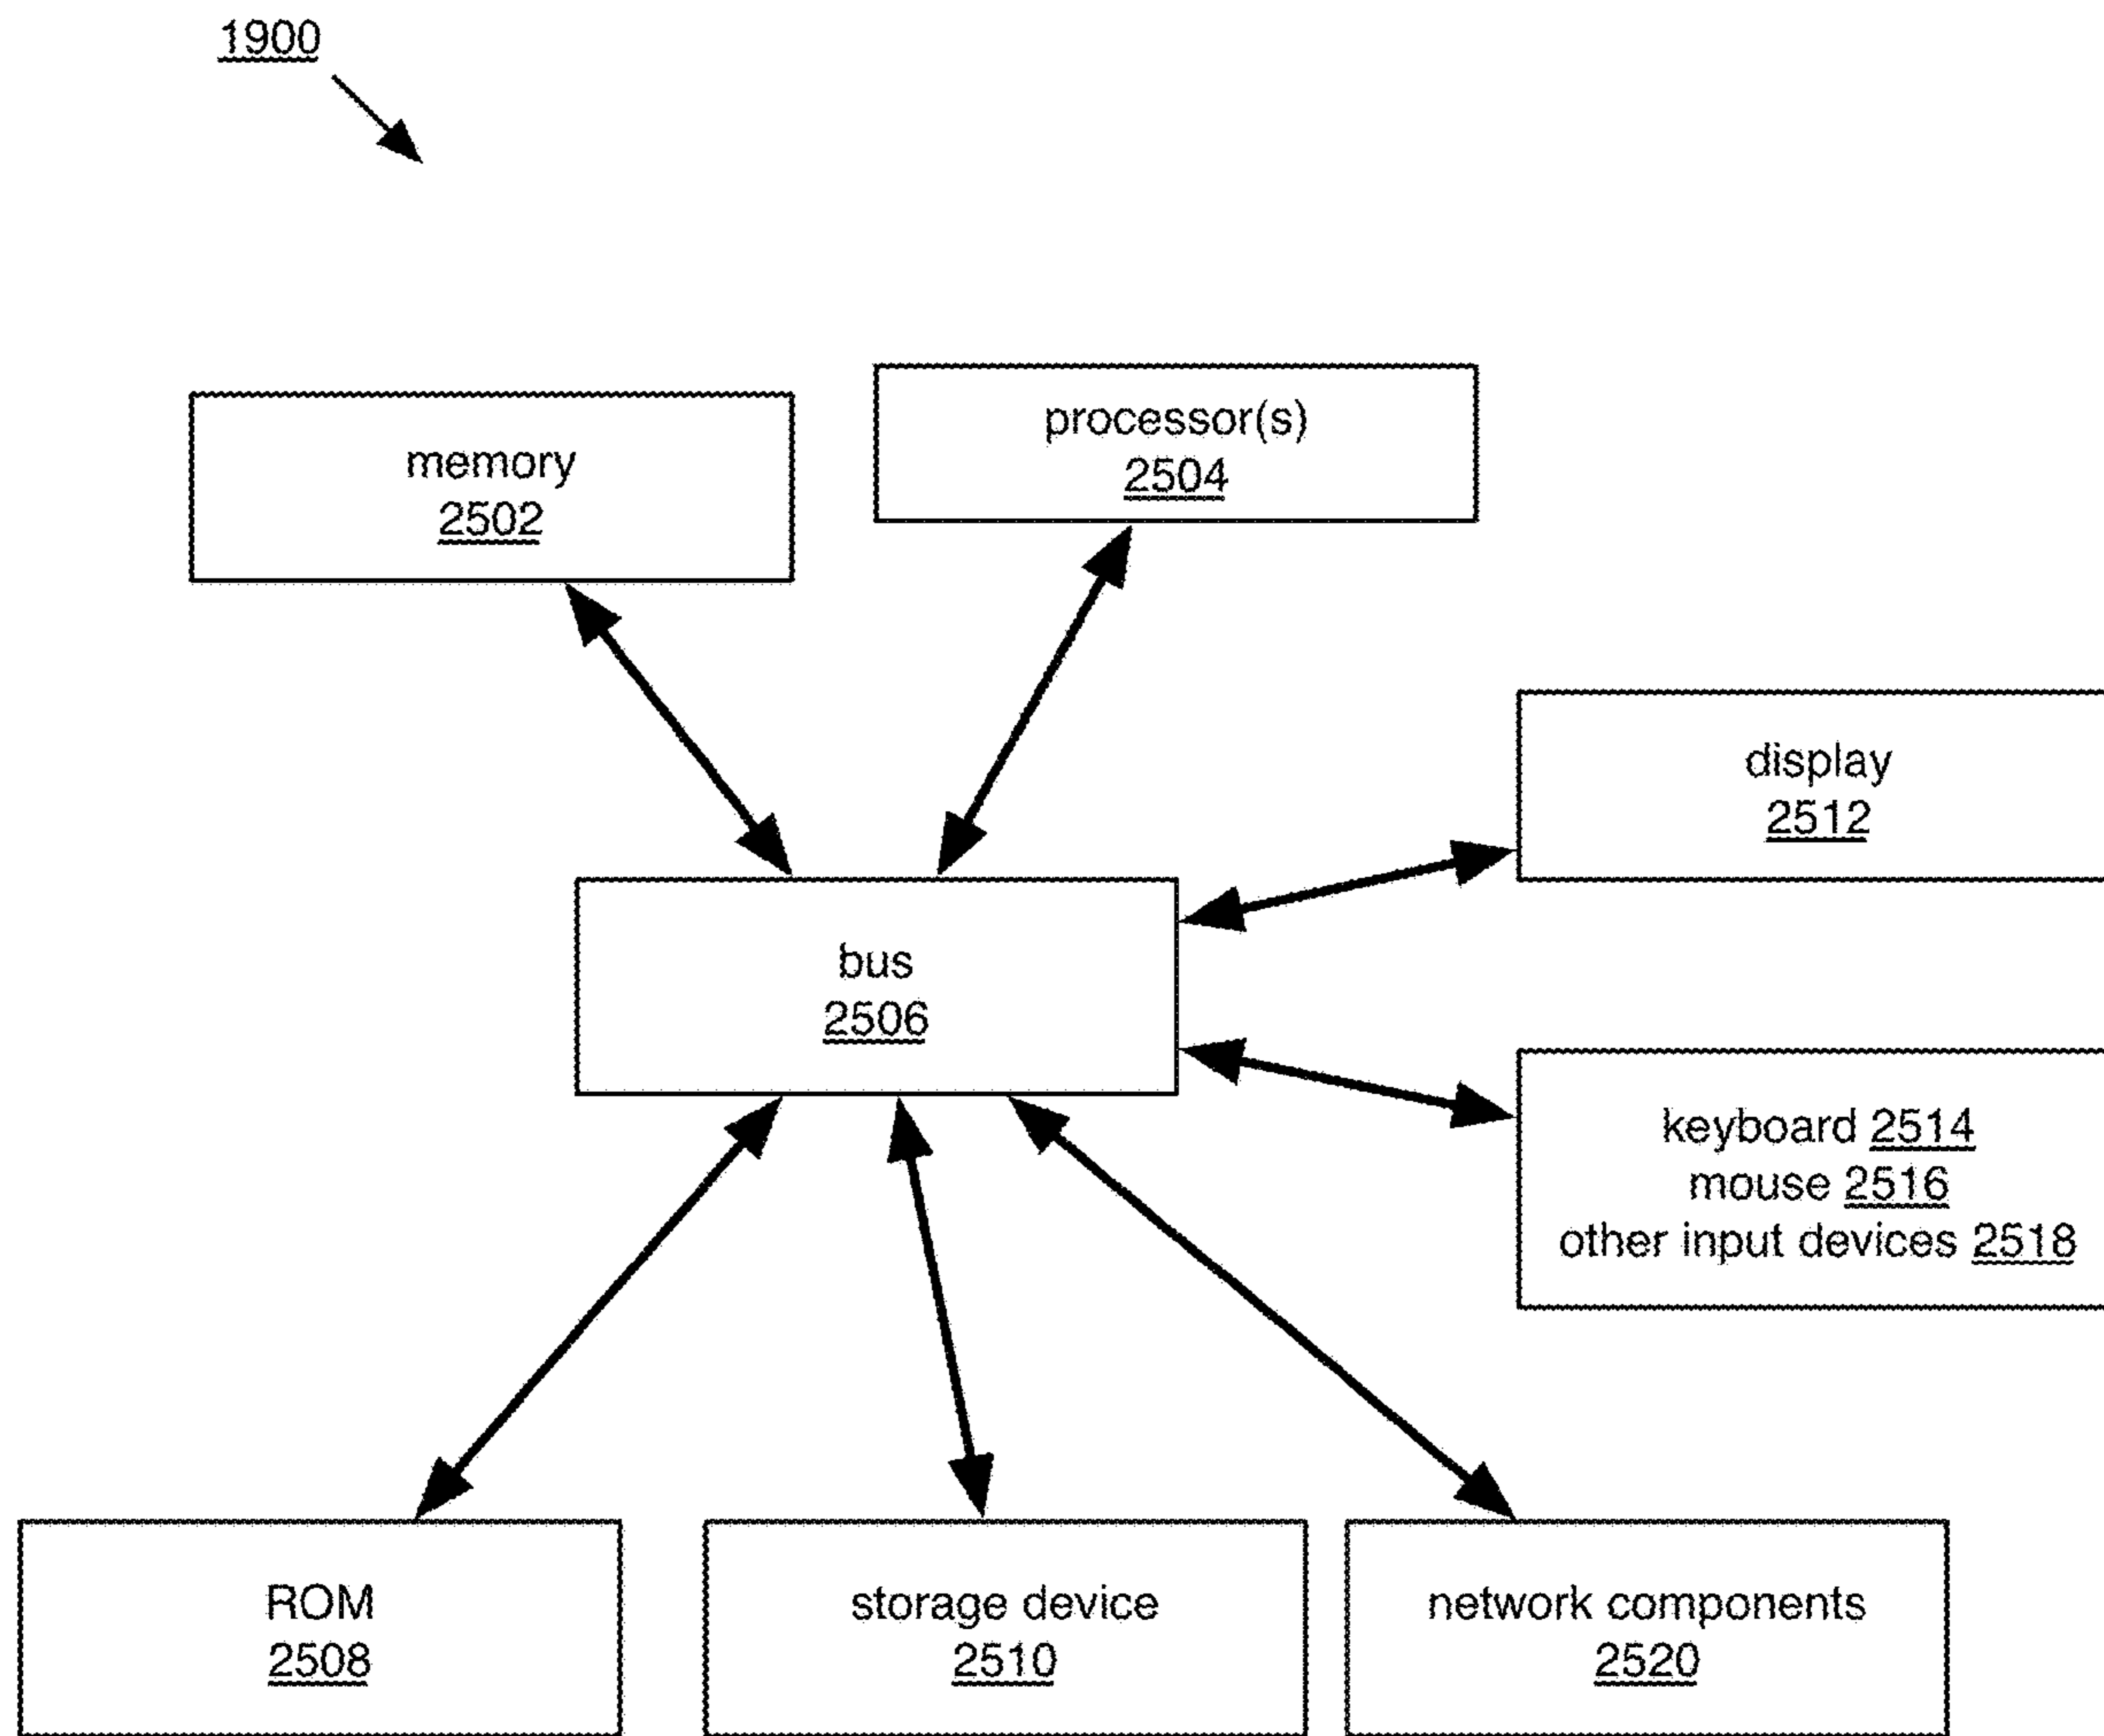 1900
memory
2502
processor(s)
2504
display
2512
bus
2506
keyboard 2514
mouse 2516
other input devices 2518
ROM
2508
storage device
2510
network components
2520